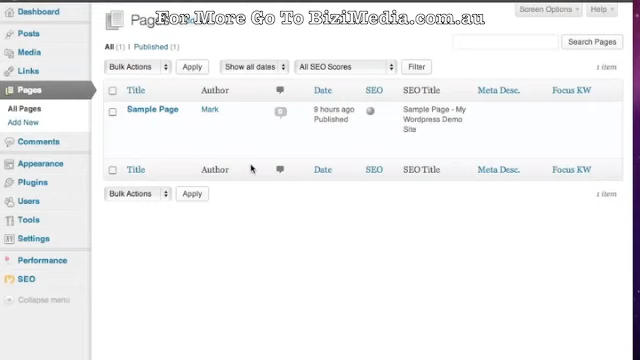 For More Go To BiziMedia.com.au
Screen Options
Help
Dashboard
Posts
Media
Links
Pages
All Pages
Add New
Comments
Appearance
Plugins
Users
Tools
Settings
Performance
SEO
Collapse menu
Pages
All (1) | Published (1)
Search Pages
Bulk Actions Apply Show all dates All SEO Scores Filter 1 item
Title Author Date SEO SEO Title Meta Desc. Focus KW
Sample Page Mark 0 9 hours ago Published Sample Page - My Wordpress Demo Site
Title Author Date SEO SEO Title Meta Desc. Focus KW
Bulk Actions Apply 1 item